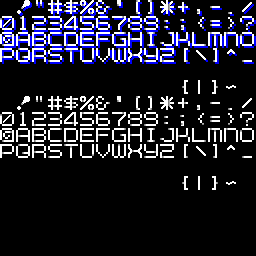 !"#$%&'()*+,-./
0123456789:;<=>?
@ABCDEFGHIJKLMNO
PQRSTUVWXYZ[\]^_
{|}~
!"#$%&'()*+,-./
0123456789:;<=>?
@ABCDEFGHIJKLMNO
PQRSTUVWXYZ[\]^_
{|}~